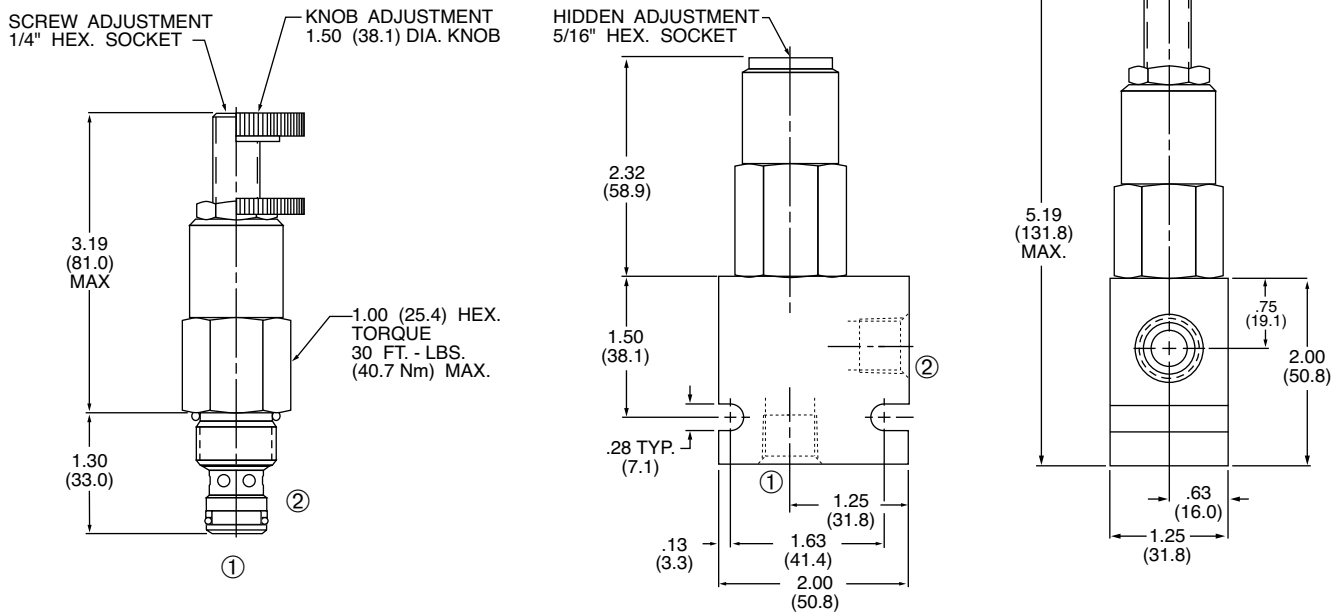 SCREW ADJUSTMENT
1/4" HEX. SOCKET
KNOB ADJUSTMENT
1.50 (38.1) DIA. KNOB
3.19
(81.0)
MAX
1.00 (25.4) HEX.
TORQUE
30 FT. - LBS.
(40.7 Nm) MAX.
1.30
(33.0)
②
①
HIDDEN ADJUSTMENT
5/16" HEX. SOCKET
2.32
(58.9)
1.50
(38.1)
②
.28 TYP.
(7.1)
①
1.25
(31.8)
.13
(3.3)
1.63
(41.4)
2.00
(50.8)
5.19
(131.8)
MAX.
.75
(19.1)
2.00
(50.8)
.63
(16.0)
1.25
(31.8)